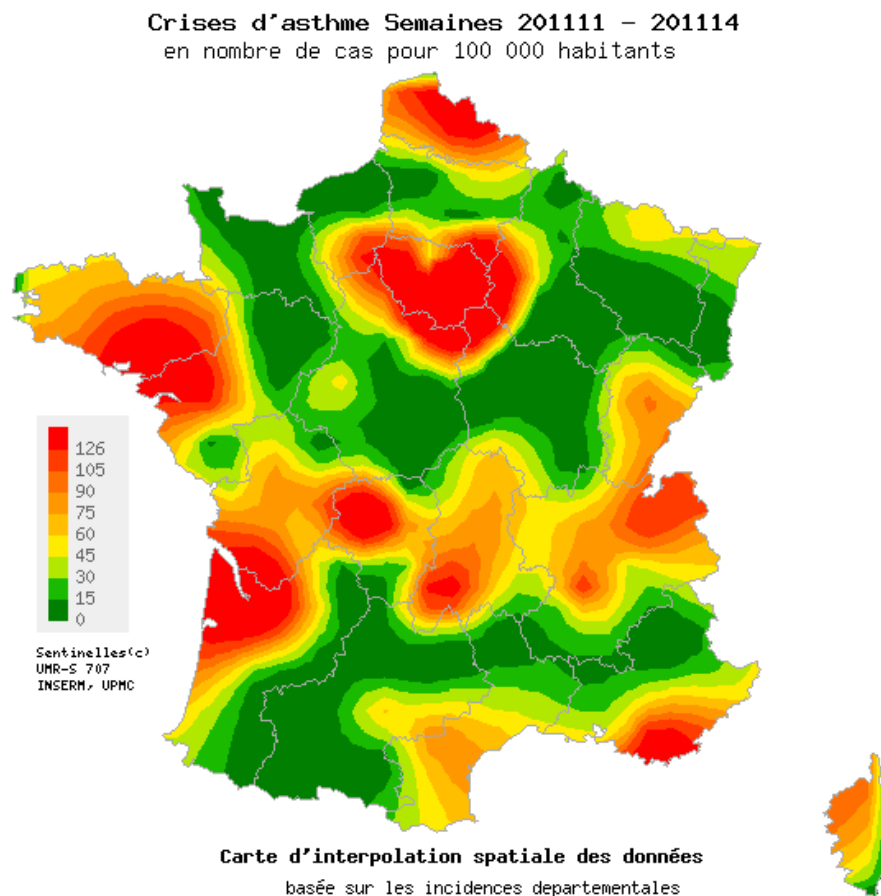 Crises d'asthme Semaines 201111 - 201114
en nombre de cas pour 100 000 habitants
126
105
90
75
60
45
30
15
0
Sentinelles(c)
UMR-S 707
INSERM, UPMC
Carte d'interpolation spatiale des données
basée sur les incidences departementales